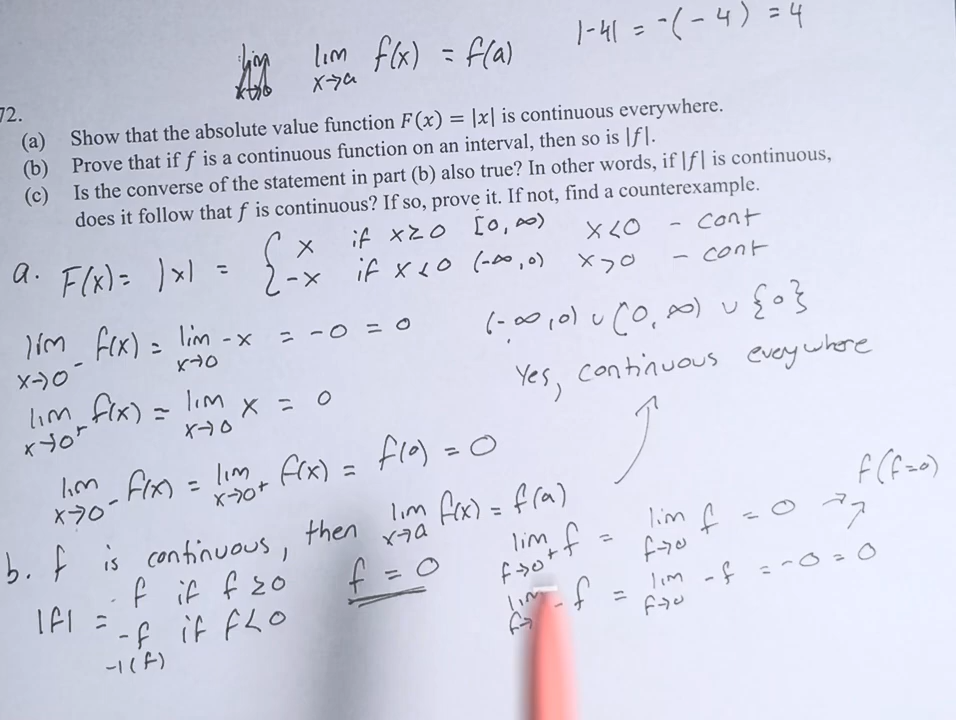 lim x→a f(x) = f(a)
|-4| = -(-4) = 4
72.
(a) Show that the absolute value function F(x) = |x| is continuous everywhere.
(b) Prove that if f is a continuous function on an interval, then so is |f|.
(c) Is the converse of the statement in part (b) also true? In other words, if |f| is continuous,
does it follow that f is continuous? If so, prove it. If not, find a counterexample.
a. F(x) = |x| = { x if x≥0 [0, ∞)
-x if x<0 (-∞, 0)
x<0 - cont
x>0 - cont
(-∞, 0) ∪ (0, ∞) ∪ {0}
Yes, continuous everywhere
lim x→0⁻ f(x) = lim x→0 -x = -0 = 0
lim x→0⁺ f(x) = lim x→0 x = 0
lim x→0⁻ f(x) = lim x→0⁺ f(x) = f(0) = 0
b. f is continuous, then lim x→a f(x) = f(a)
|f| = f if f≥0
-f if f<0
-1(f)
f = 0
lim f→0⁺ f = lim f→0 f = 0 → f(f=0)
lim f→ - f = lim f→0 -f = -0 = 0